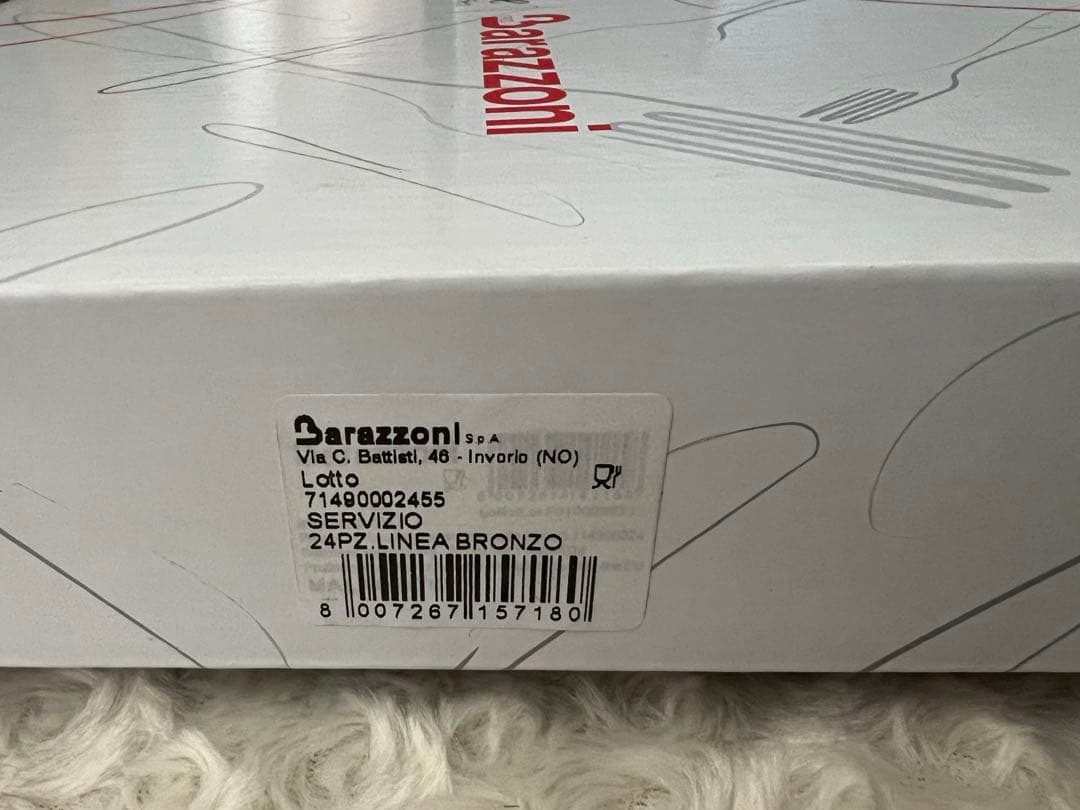 Barazzoni
Barazzoni SpA
Via C. Battisti, 46 - Invorio (NO)
Lotto
71490002455
SERVIZIO
24PZ.LINEA BRONZO
8 007267 157180